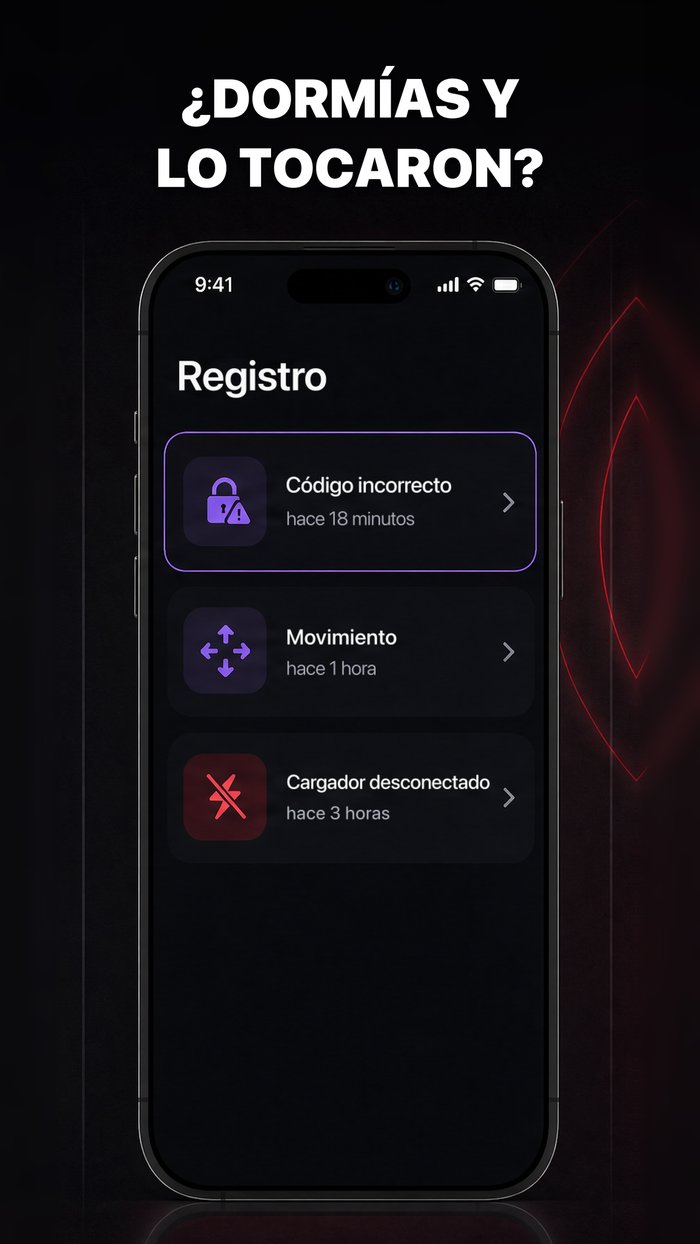 ¿DORMÍAS Y
LO TOCARON?
9:41
Registro
Código incorrecto
hace 18 minutos
Movimiento
hace 1 hora
Cargador desconectado
hace 3 horas